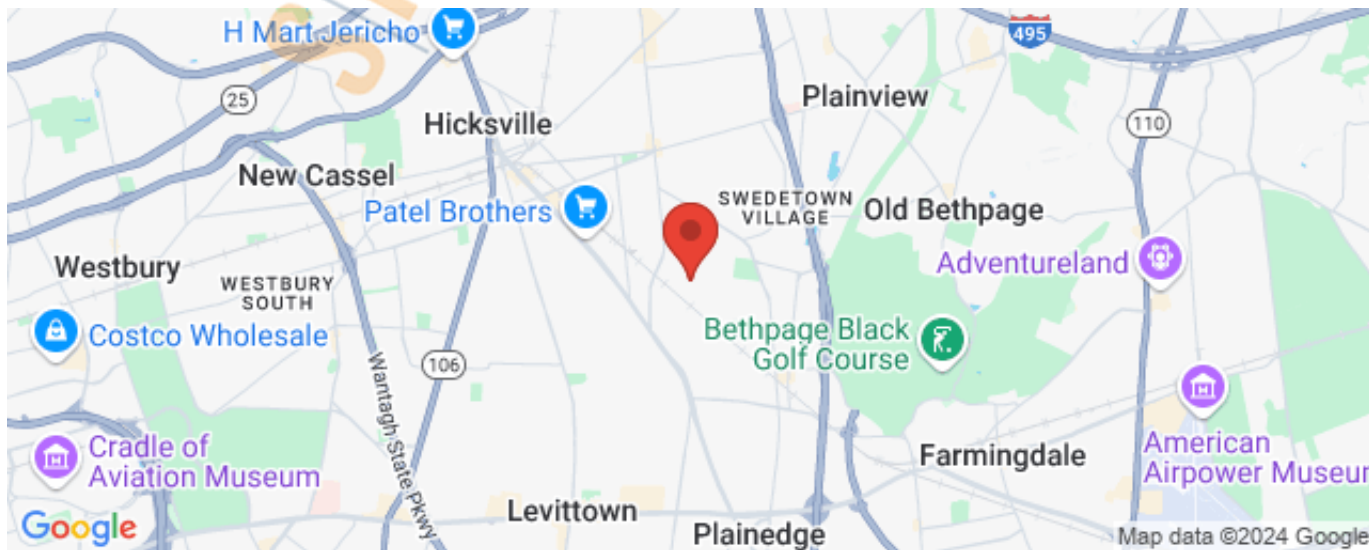 H Mart Jericho
495
25
Plainview
110
Hicksville
New Cassel
Patel Brothers
SWEDETOWN
VILLAGE
Old Bethpage
Westbury
WESTBURY
SOUTH
Adventureland
Costco Wholesale
Bethpage Black
Golf Course
106
Wantagh State Pkwy
Cradle of
Aviation Museum
Farmingdale
American
Airpower Museum
Levittown
Plainedge
Google
Map data ©2024 Google